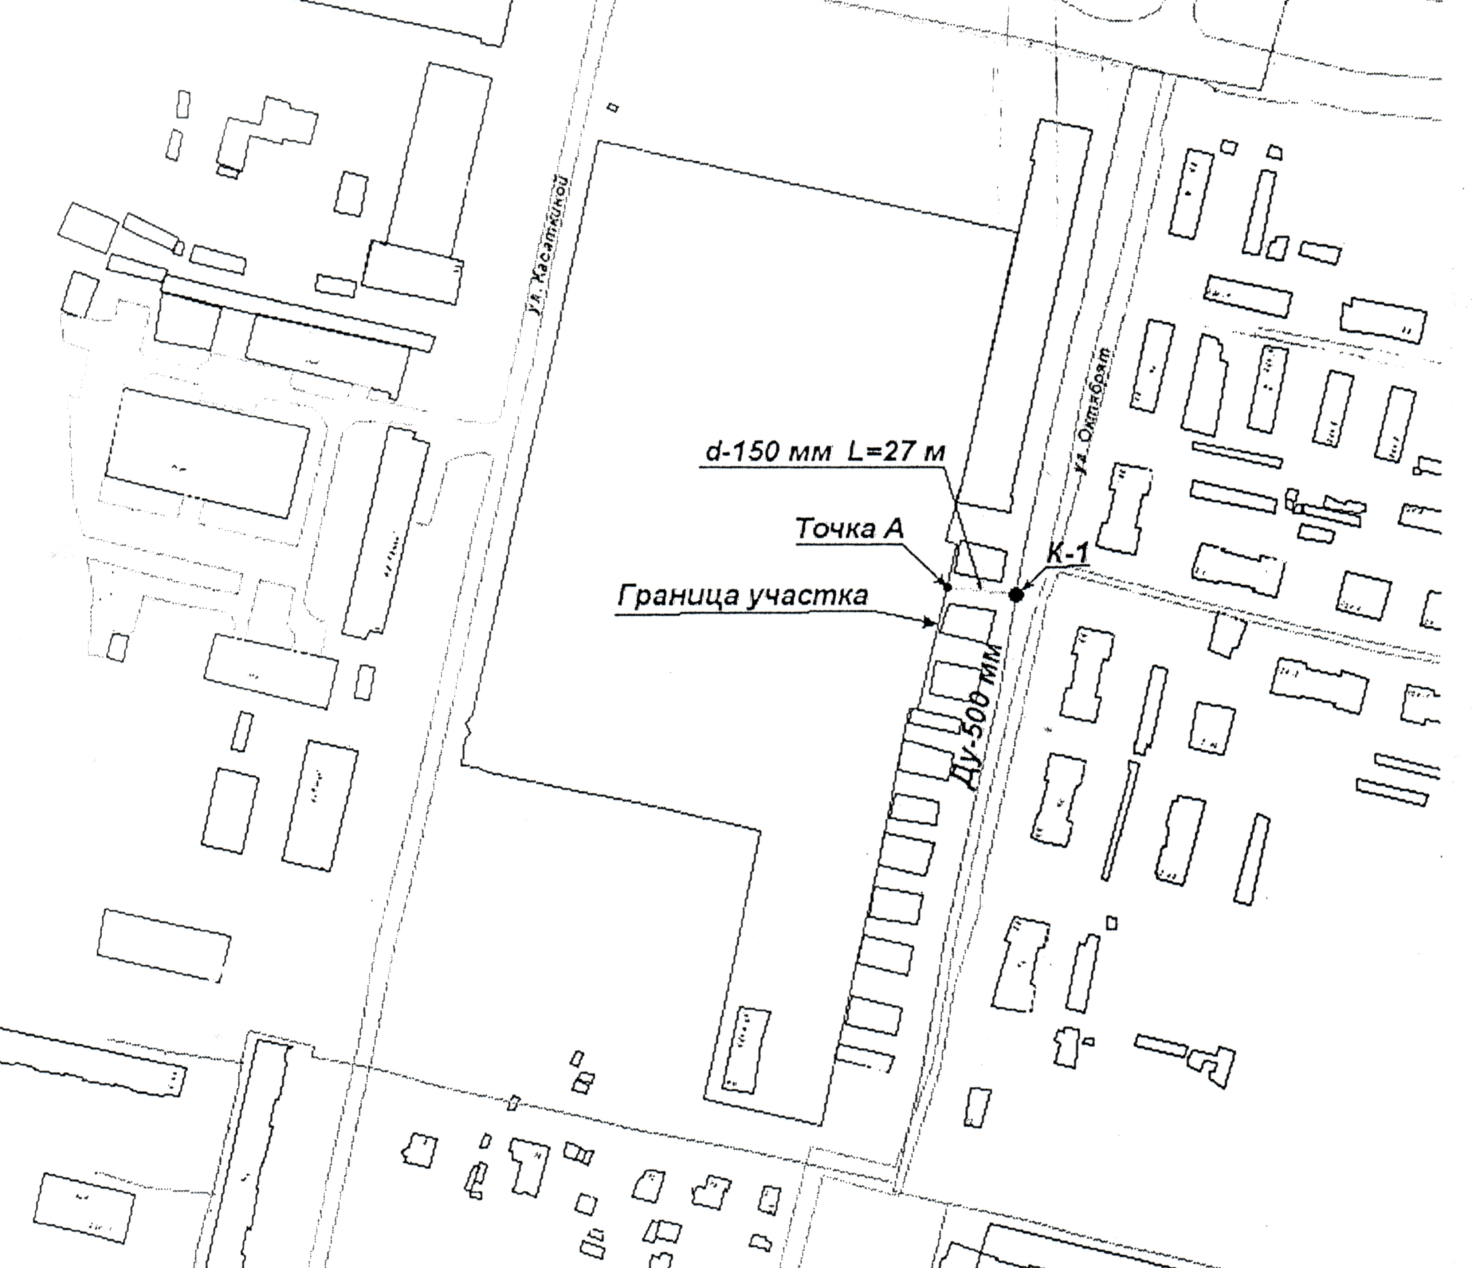 ул. Касаткиной
ул. Октябрят
d-150 мм L=27 м
Точка А
К-1
Граница участка
Ду-500 мм